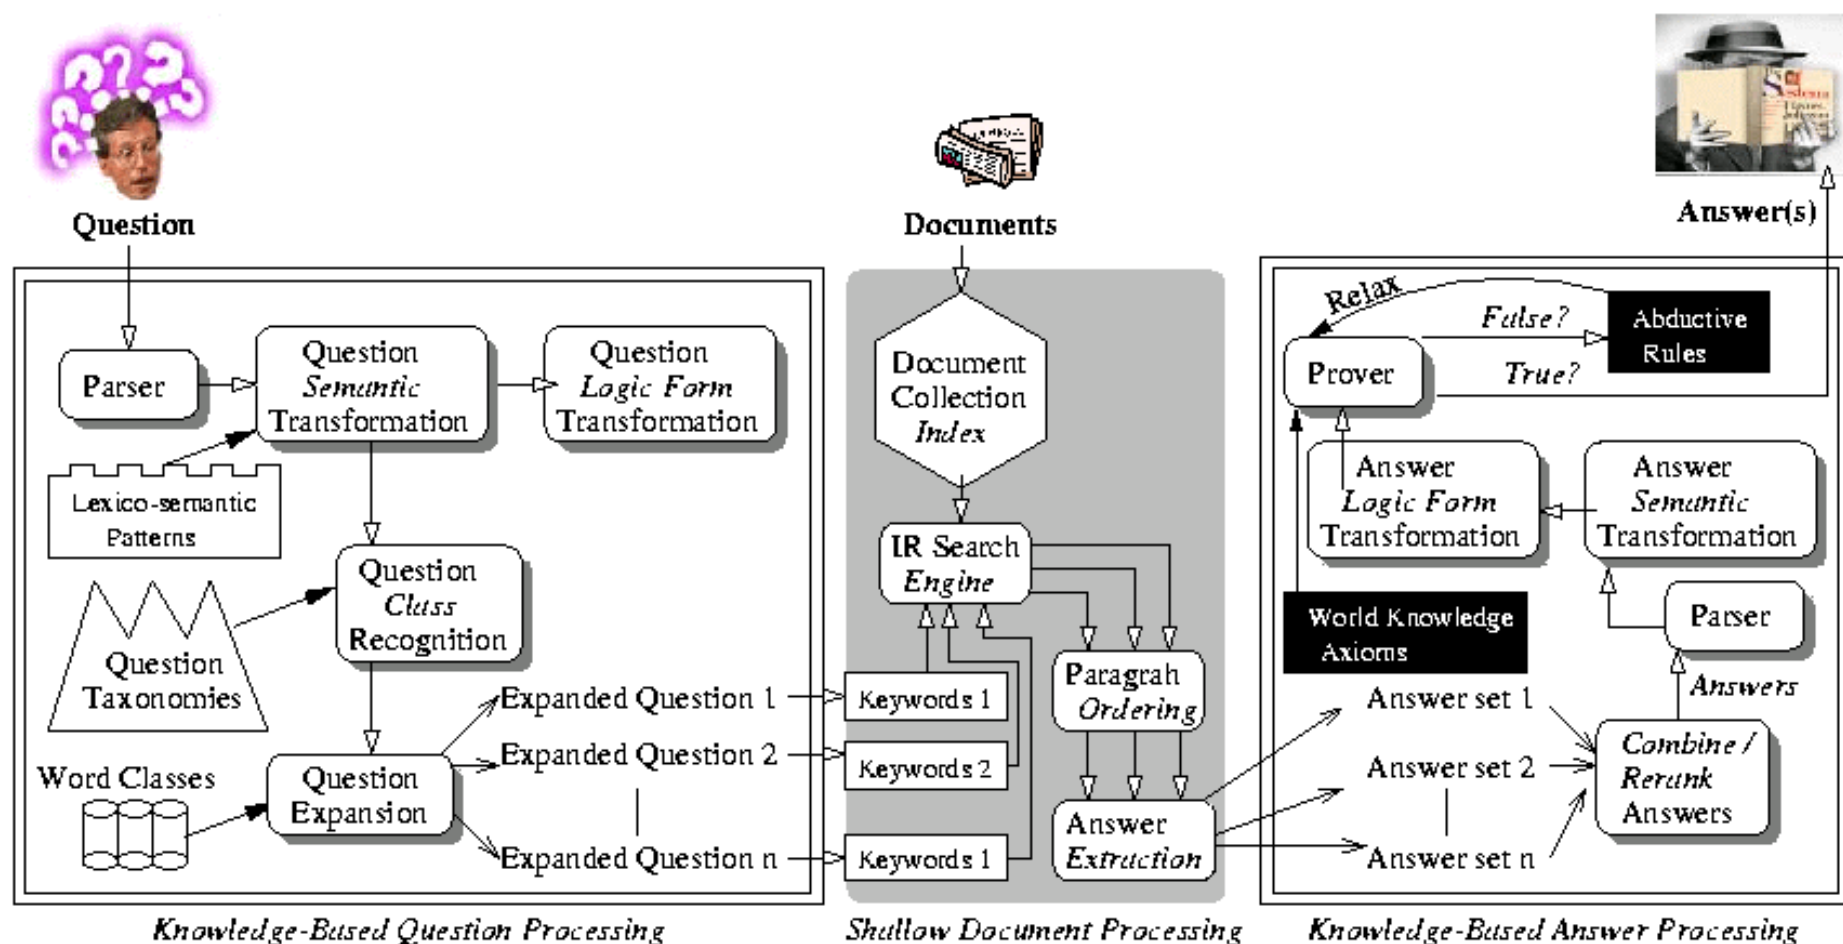 Question
Documents
Answer(s)
Parser
Question
Semantic
Transformation
Question
Logic Form
Transformation
Lexico-semantic
Patterns
Question
Class
Recognition
Question
Taxonomies
Word Classes
Question
Expansion
Expanded Question 1
Expanded Question 2
Expanded Question n
Knowledge-Based Question Processing
Document
Collection
Index
IR Search
Engine
Keywords 1
Keywords 2
Keywords 1
Paragrah
Ordering
Answer
Extraction
Shallow Document Processing
Relax
False?
True?
Abductive
Rules
Prover
Answer
Logic Form
Transformation
Answer
Semantic
Transformation
World Knowledge
Axioms
Parser
Answers
Answer set 1
Answer set 2
Answer set n
Combine /
Rerank
Answers
Knowledge-Based Answer Processing